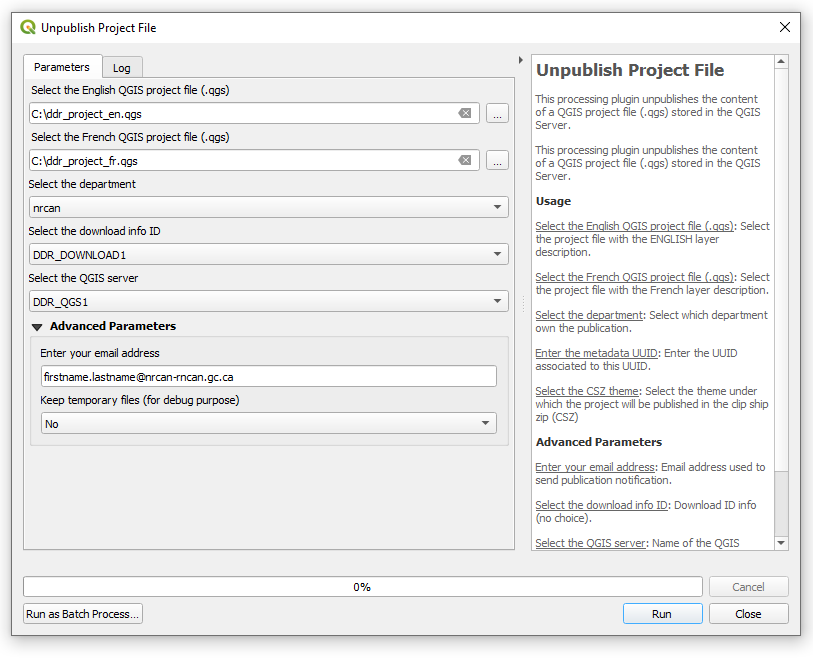 Unpublish Project File
Parameters
Log
Select the English QGIS project file (.qgs)
C:\ddr_project_en.qgs
...
Select the French QGIS project file (.qgs)
C:\ddr_project_fr.qgs
...
Select the department
nrcan
Select the download info ID
DDR_DOWNLOAD1
Select the QGIS server
DDR_QGS1
Advanced Parameters
Enter your email address
firstname.lastname@nrcan-rncan.gc.ca
Keep temporary files (for debug purpose)
No
Unpublish Project File
This processing plugin unpublishes the content
of a QGIS project file (.qgs) stored in the QGIS
Server.
This processing plugin unpublishes the content
of a QGIS project file (.qgs) stored in the QGIS
Server.
Usage
Select the English QGIS project file (.qgs): Select
the project file with the ENGLISH layer
description.
Select the French QGIS project file (.qgs): Select
the project file with the French layer description.
Select the department: Select which department
own the publication.
Enter the metadata UUID: Enter the UUID
associated to this UUID.
Select the CSZ theme: Select the theme under
which the project will be published in the clip ship
zip (CSZ)
Advanced Parameters
Enter your email address: Email address used to
send publication notification.
Select the download info ID: Download ID info
(no choice).
Select the QGIS server: Name of the QGIS
0%
Cancel
Run as Batch Process...
Run
Close